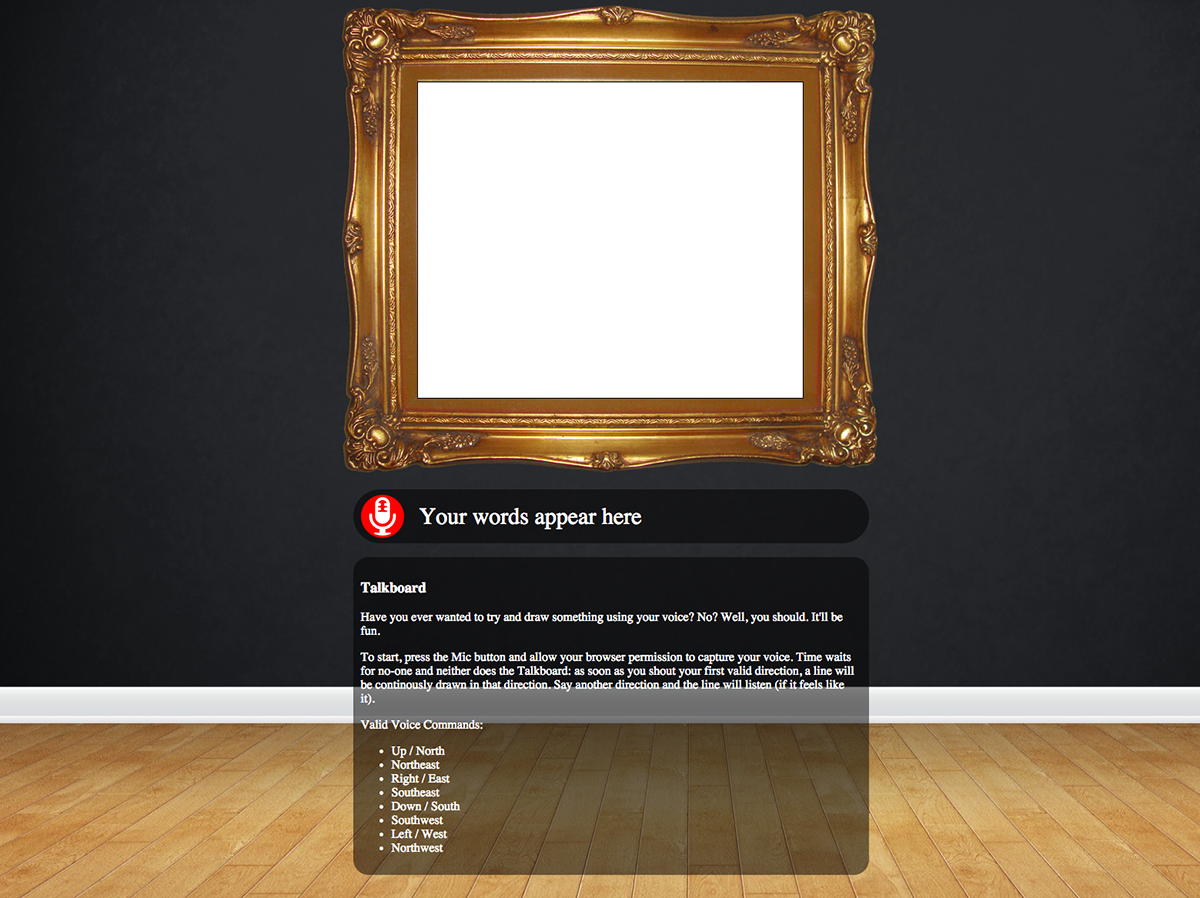 Your words appear here
Talkboard
Have you ever wanted to try and draw something using your voice? No? Well, you should. It'll be
fun.
To start, press the Mic button and allow your browser permission to capture your voice. Time waits
for no-one and neither does the Talkboard: as soon as you shout your first valid direction, a line will
be continously drawn in that direction. Say another direction and the line will listen (if it feels like
it).
Valid Voice Commands:
• Up / North
• Northeast
• Right / East
• Southeast
• Down / South
• Southwest
• Left / West
• Northwest